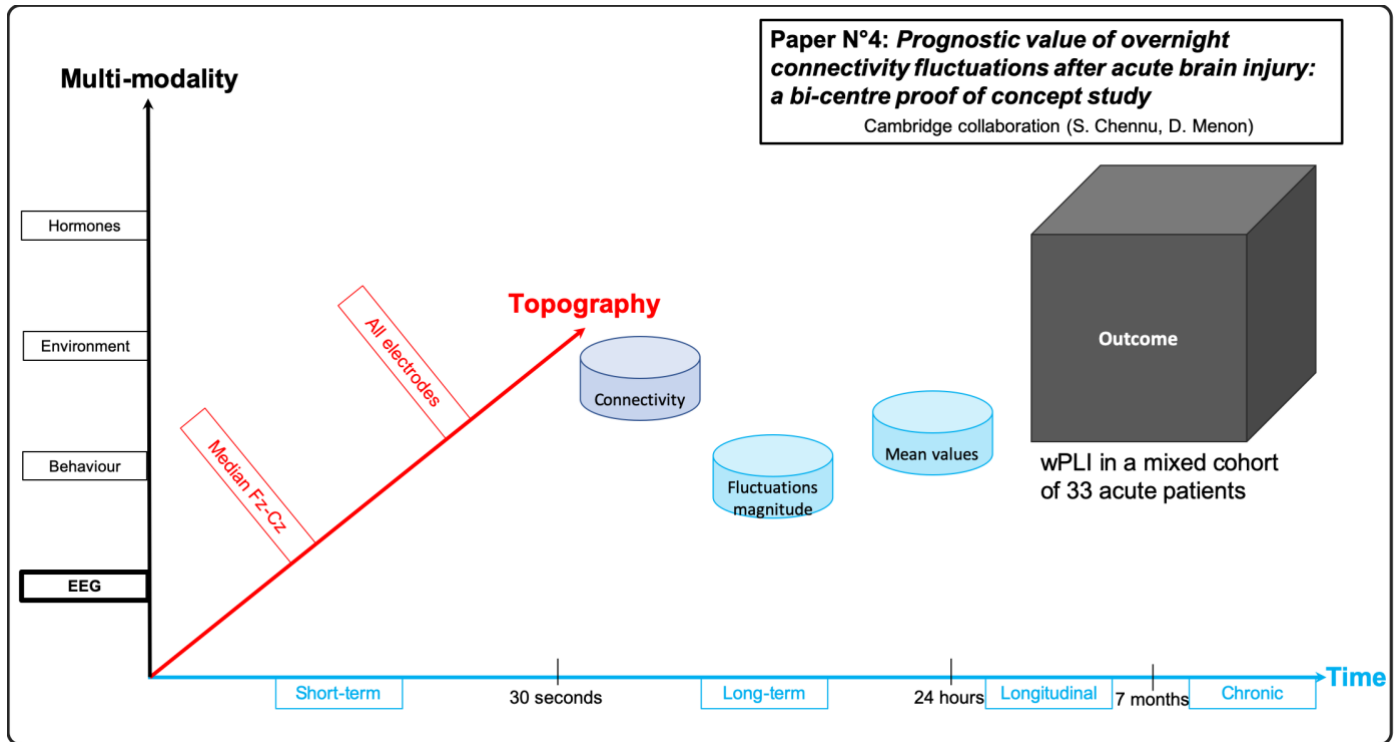 Paper N°4: Prognostic value of overnight
connectivity fluctuations after acute brain injury:
a bi-centre proof of concept study
Cambridge collaboration (S. Chennu, D. Menon)
Multi-modality
Hormones
Environment
Behaviour
EEG
Topography
All electrodes
Median Fz-Cz
Connectivity
Fluctuations
magnitude
Mean values
Outcome
wPLI in a mixed cohort
of 33 acute patients
Short-term
30 seconds
Long-term
24 hours
Longitudinal
7 months
Chronic
Time